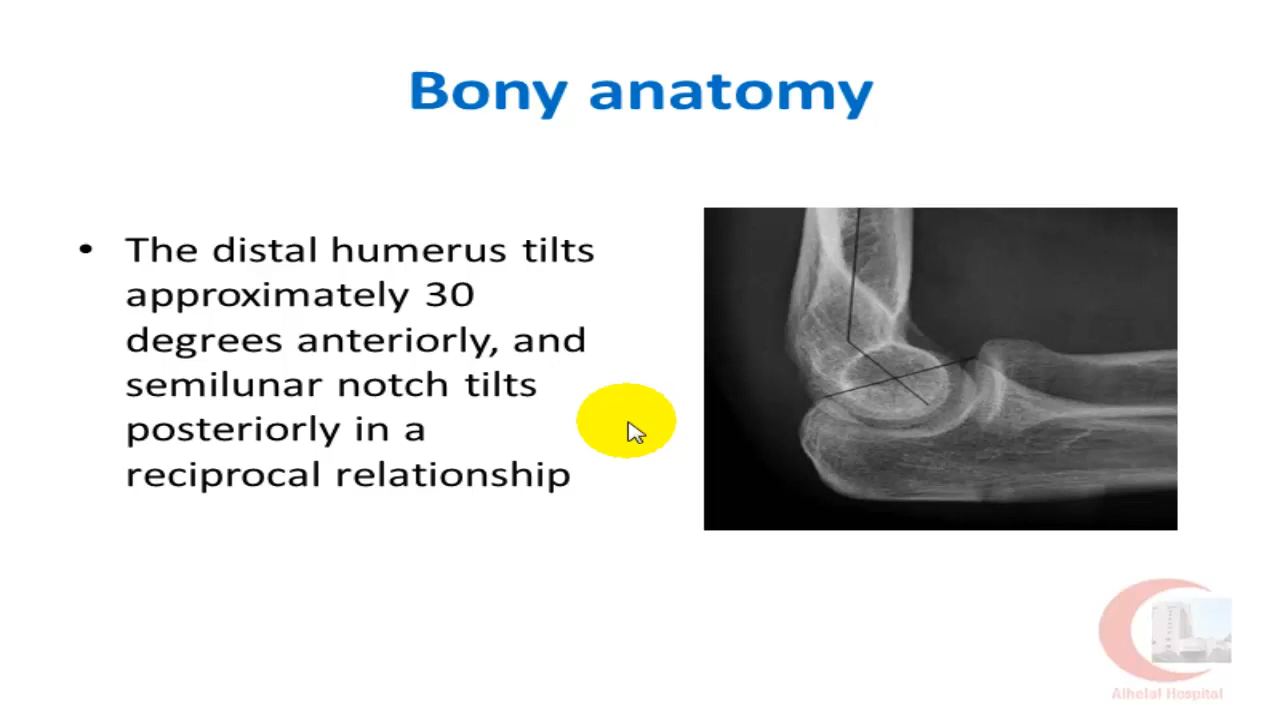 Bony anatomy
• The distal humerus tilts
approximately 30
degrees anteriorly, and
semilunar notch tilts
posteriorly in a
reciprocal relationship
Alhelal Hospital